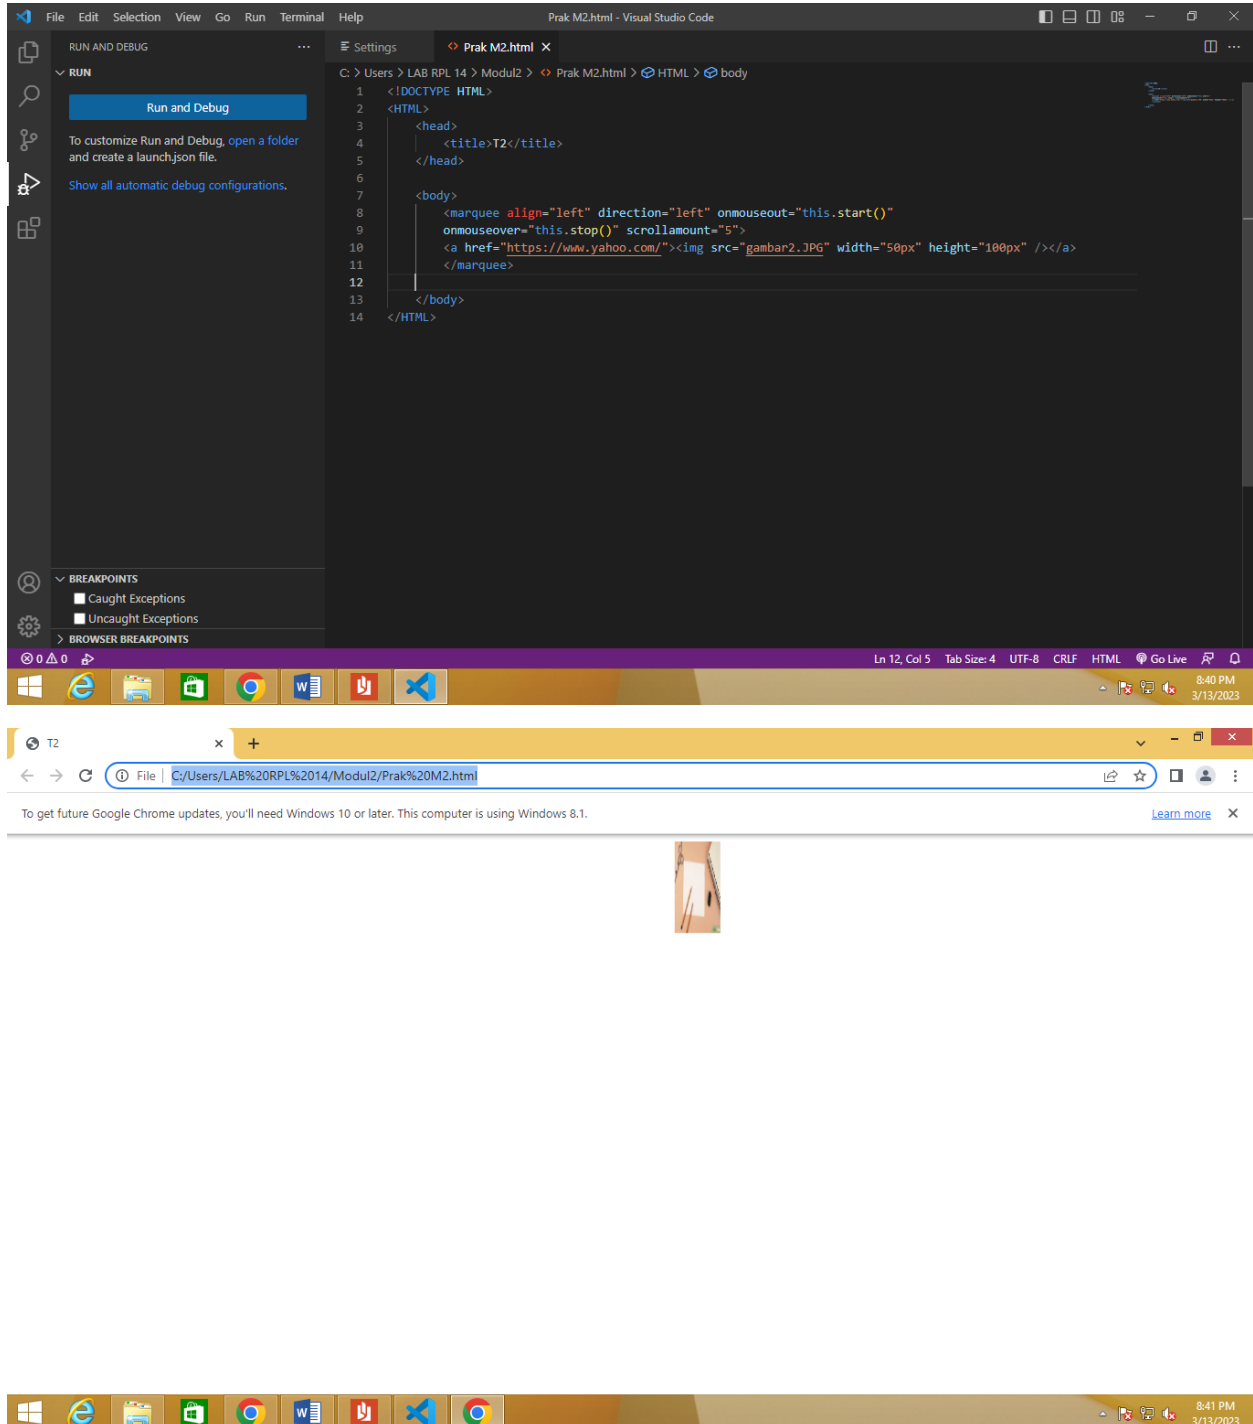 File Edit Selection View Go Run Terminal Help Prak M2.html - Visual Studio Code
RUN AND DEBUG ···
RUN
Run and Debug
To customize Run and Debug, open a folder
and create a launch.json file.
Show all automatic debug configurations.
Settings Prak M2.html
C: > Users > LAB RPL 14 > Modul2 > Prak M2.html > HTML > body
1 <!DOCTYPE HTML>
2 <HTML>
3 <head>
4 <title>T2</title>
5 </head>
6
7 <body>
8 <marquee align="left" direction="left" onmouseout="this.start()"
9 onmouseover="this.stop()" scrollamount="5">
10 <a href="https://www.yahoo.com/"><img src="gambar2.JPG" width="50px" height="100px" /></a>
11 </marquee>
12
13 </body>
14 </HTML>
BREAKPOINTS
Caught Exceptions
Uncaught Exceptions
BROWSER BREAKPOINTS
0 0 Ln 12, Col 5 Tab Size: 4 UTF-8 CRLF HTML Go Live
8:40 PM
3/13/2023
T2
File C:/Users/LAB%20RPL%2014/Modul2/Prak%20M2.html
To get future Google Chrome updates, you'll need Windows 10 or later. This computer is using Windows 8.1. Learn more
8:41 PM
3/13/2023